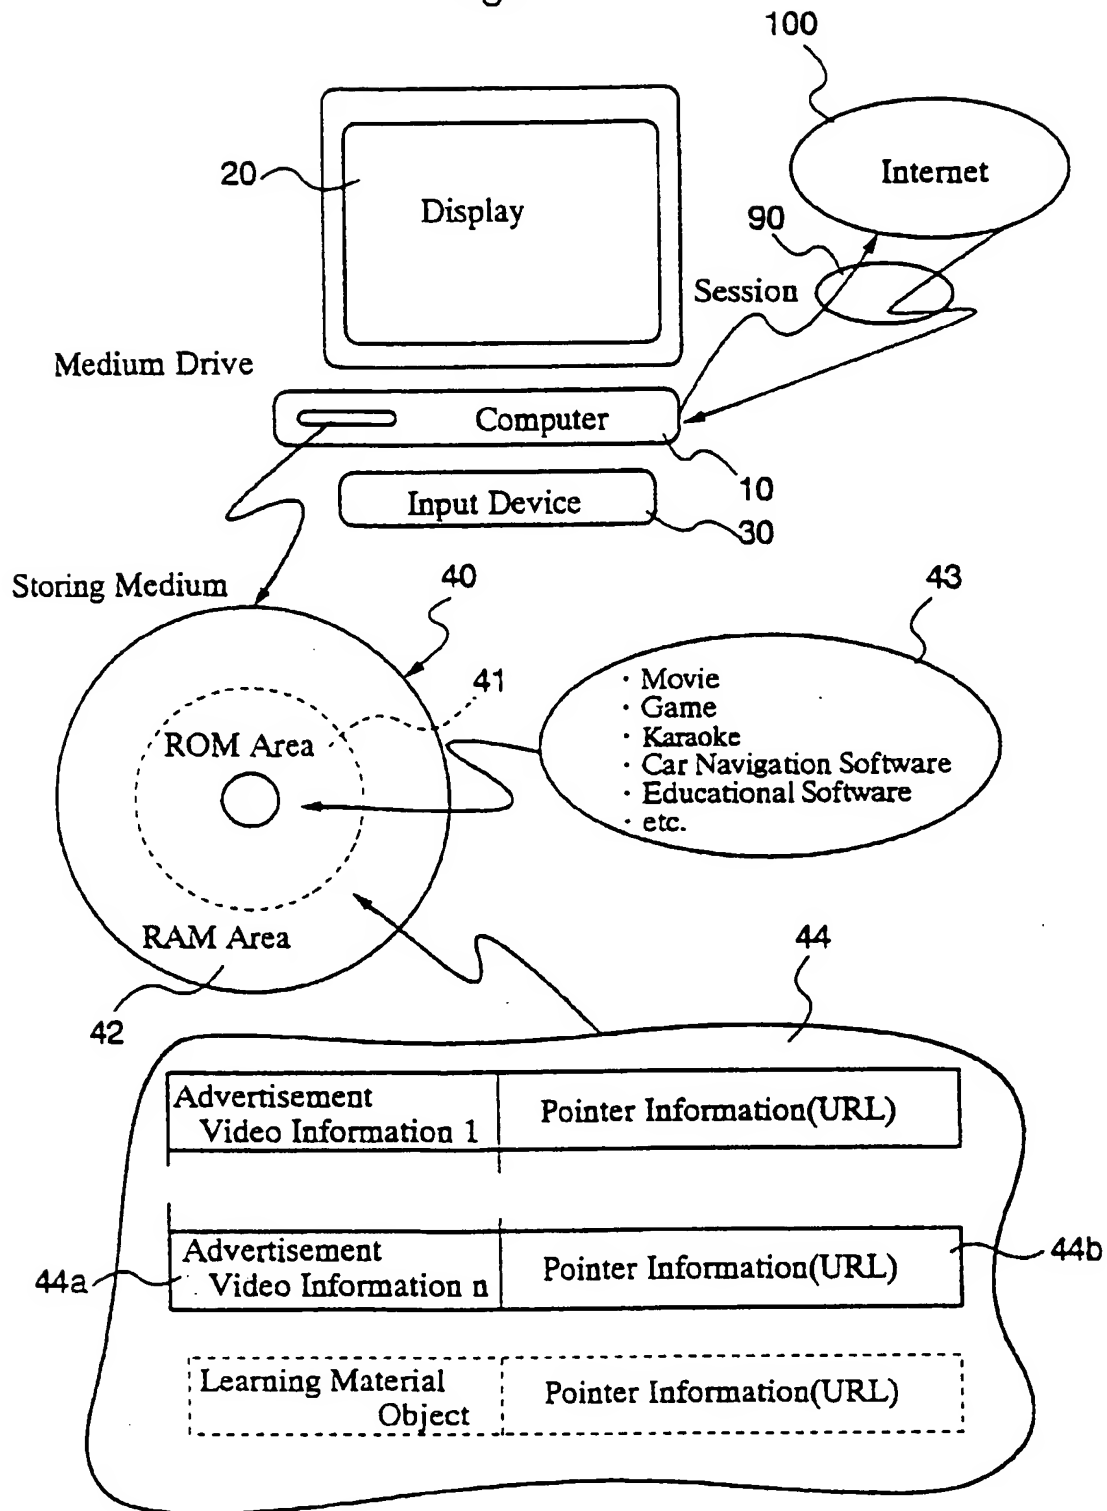 100
20
Display
Internet
90
Session
Medium Drive
Computer
10
Input Device
30
Storing Medium
40
43
41
ROM Area
· Movie
· Game
· Karaoke
· Car Navigation Software
· Educational Software
· etc.
RAM Area
42
44
Advertisement
Video Information 1
Pointer Information(URL)
Advertisement
Video Information n
Pointer Information(URL)
44a
44b
Learning Material
Object
Pointer Information(URL)